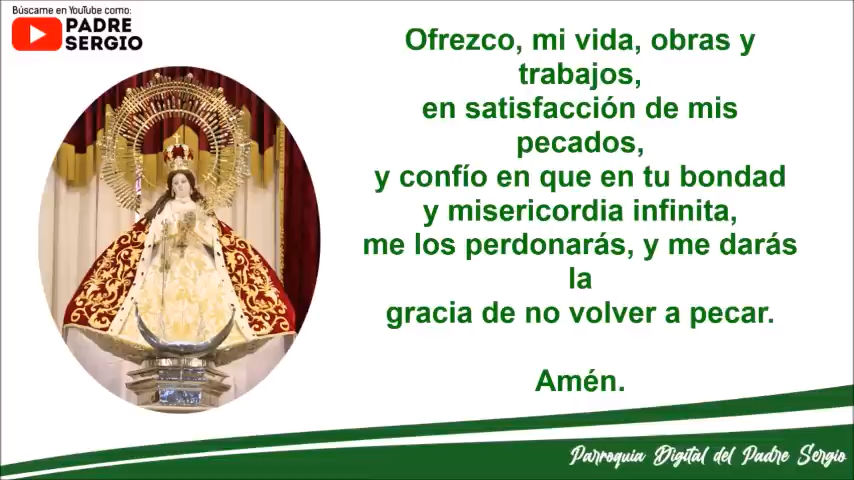 Búscame en YouTube como:
PADRE
SERGIO
Ofrezco, mi vida, obras y
trabajos,
en satisfacción de mis
pecados,
y confío en que en tu bondad
y misericordia infinita,
me los perdonarás, y me darás
la
gracia de no volver a pecar.
Amén.
Parroquia Digital del Padre Sergio